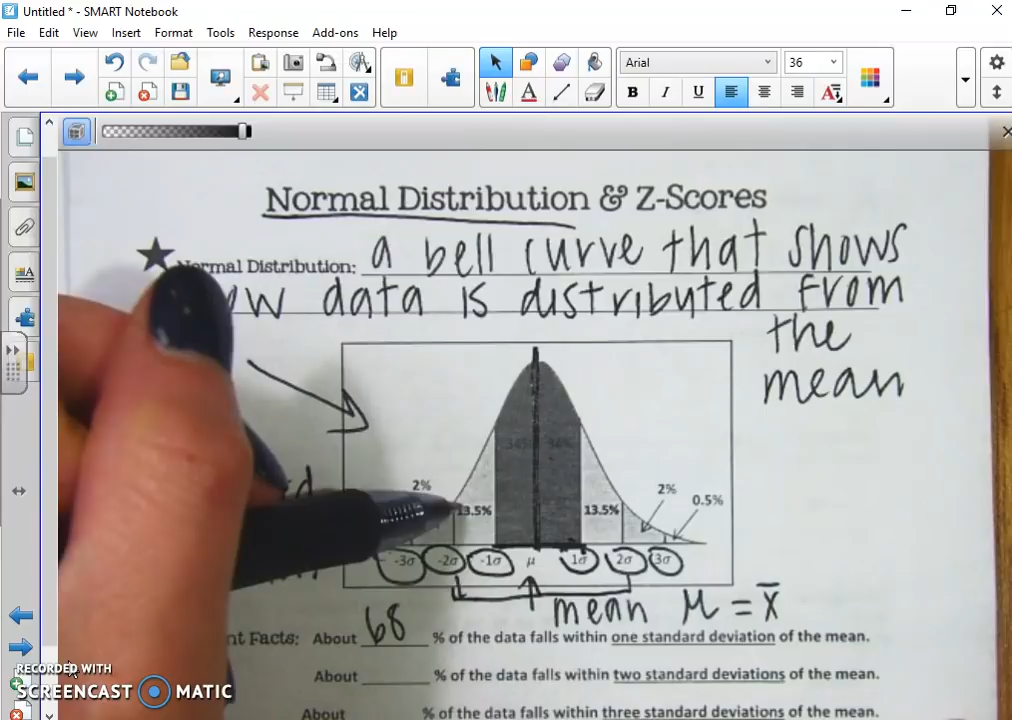 Untitled * - SMART Notebook
File Edit View Insert Format Tools Response Add-ons Help
Arial 36
B I U A
Normal Distribution & Z-Scores
Normal Distribution: a bell curve that shows
data is distributed from
the
mean
2%
13.5% 13.5% 2% 0.5%
-3σ -2σ -1σ μ 1σ 2σ 3σ
mean μ = x̄
Facts: About 68 % of the data falls within one standard deviation of the mean.
About ______ % of the data falls within two standard deviations of the mean.
About ______ % of the data falls within three standard deviations of the mean.
RECORDED WITH
SCREENCAST MATIC